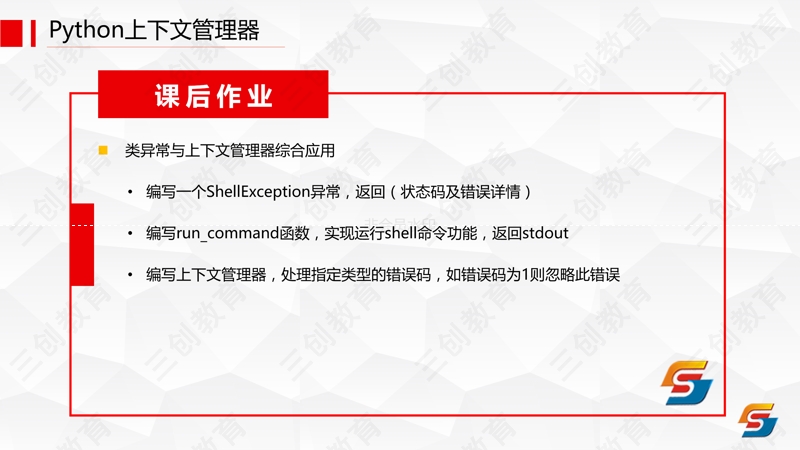 Python上下文管理器
课后作业
类异常与上下文管理器综合应用
• 编写一个ShellException异常，返回（状态码及错误详情）
• 编写run_command函数，实现运行shell命令功能，返回stdout
• 编写上下文管理器，处理指定类型的错误码，如错误码为1则忽略此错误
三创教育